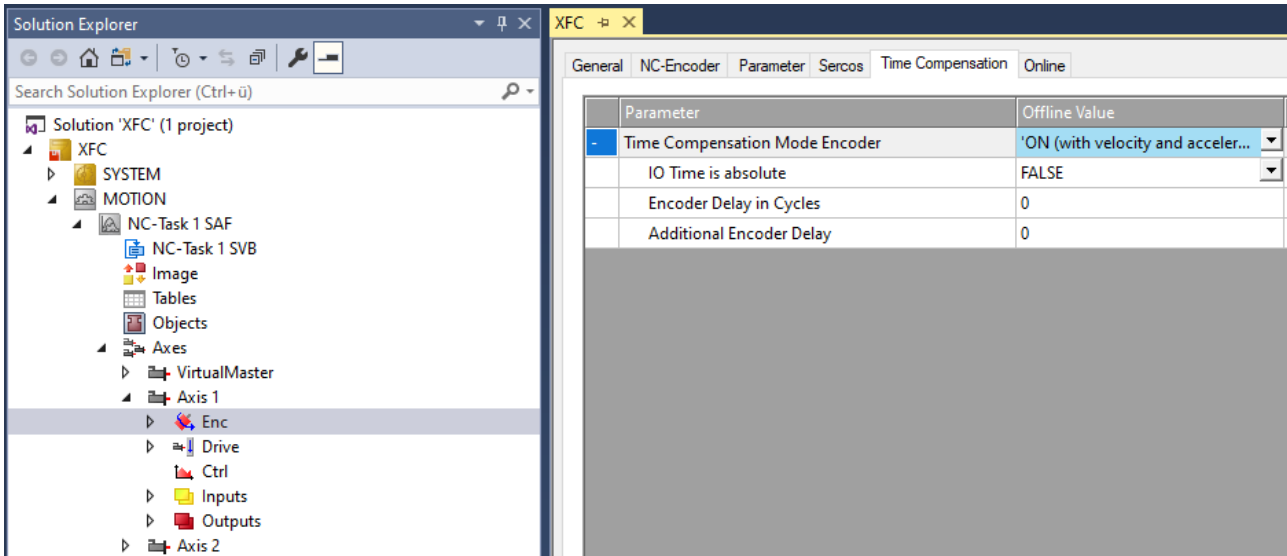 Solution Explorer
Search Solution Explorer (Ctrl+ü)
Solution 'XFC' (1 project)
XFC
SYSTEM
MOTION
NC-Task 1 SAF
NC-Task 1 SVB
Image
Tables
Objects
Axes
VirtualMaster
Axis 1
Enc
Drive
Ctrl
Inputs
Outputs
Axis 2
XFC
General NC-Encoder Parameter Sercos Time Compensation Online
Parameter Offline Value
Time Compensation Mode Encoder 'ON (with velocity and acceler...
IO Time is absolute FALSE
Encoder Delay in Cycles 0
Additional Encoder Delay 0